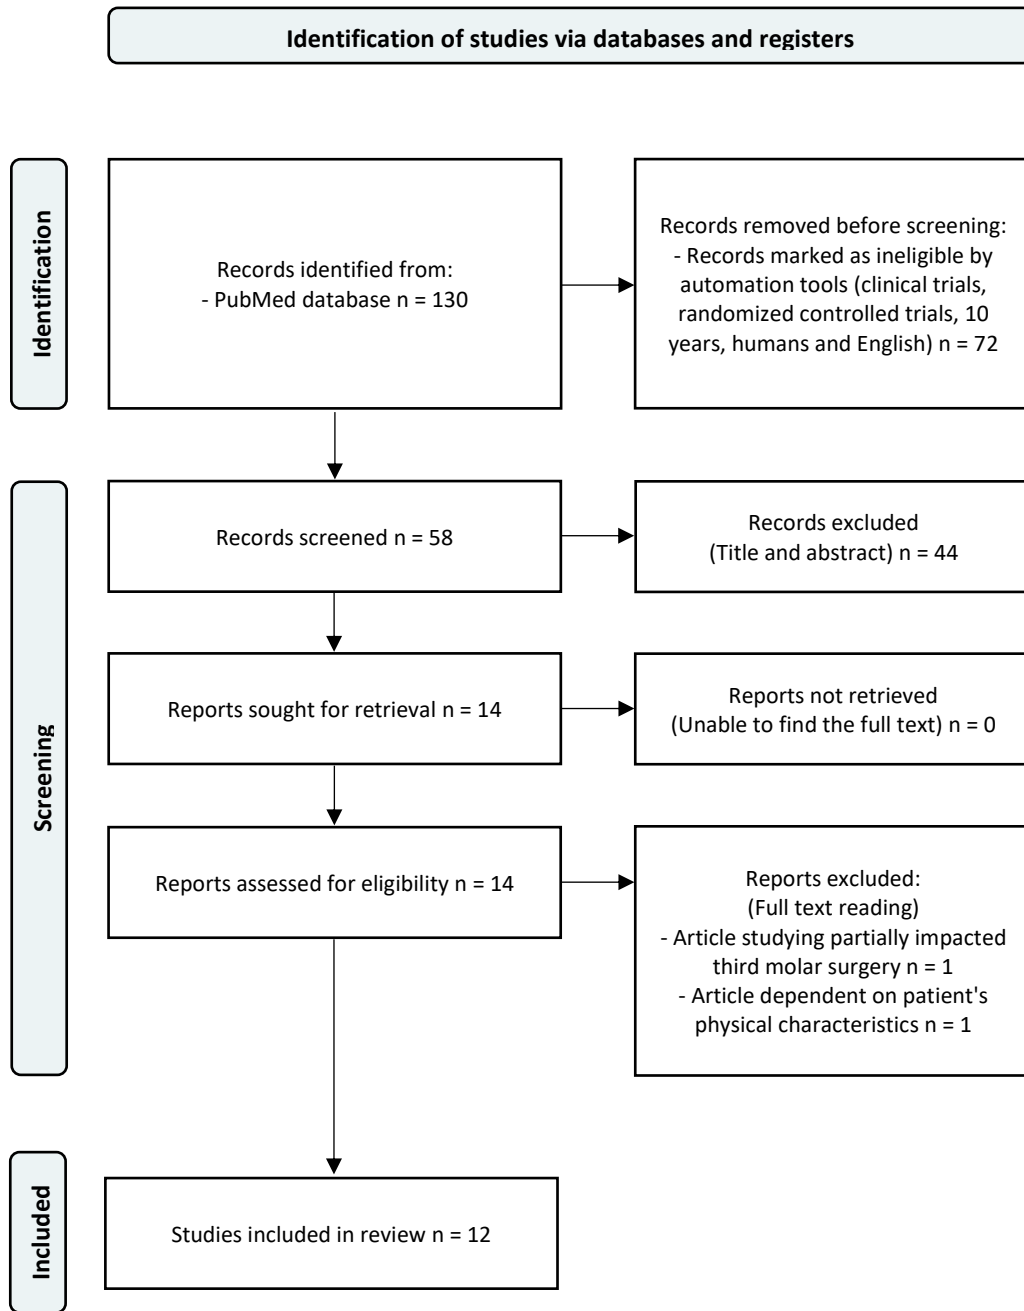 Identification of studies via databases and registers
Identification
Records identified from:
- PubMed database n = 130
Records removed before screening:
- Records marked as ineligible by
automation tools (clinical trials,
randomized controlled trials, 10
years, humans and English) n = 72
Screening
Records screened n = 58
Records excluded
(Title and abstract) n = 44
Reports sought for retrieval n = 14
Reports not retrieved
(Unable to find the full text) n = 0
Reports assessed for eligibility n = 14
Reports excluded:
(Full text reading)
- Article studying partially impacted
third molar surgery n = 1
- Article dependent on patient's
physical characteristics n = 1
Included
Studies included in review n = 12